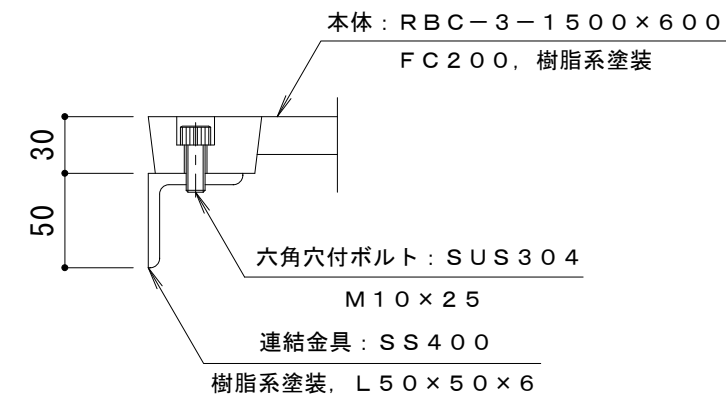 本体：ＲＢＣ－３－１５００×６００
ＦＣ２００，樹脂系塗装
30
50
六角穴付ボルト：ＳＵＳ３０４
Ｍ１０×２５
連結金具：ＳＳ４００
樹脂系塗装，Ｌ５０×５０×６